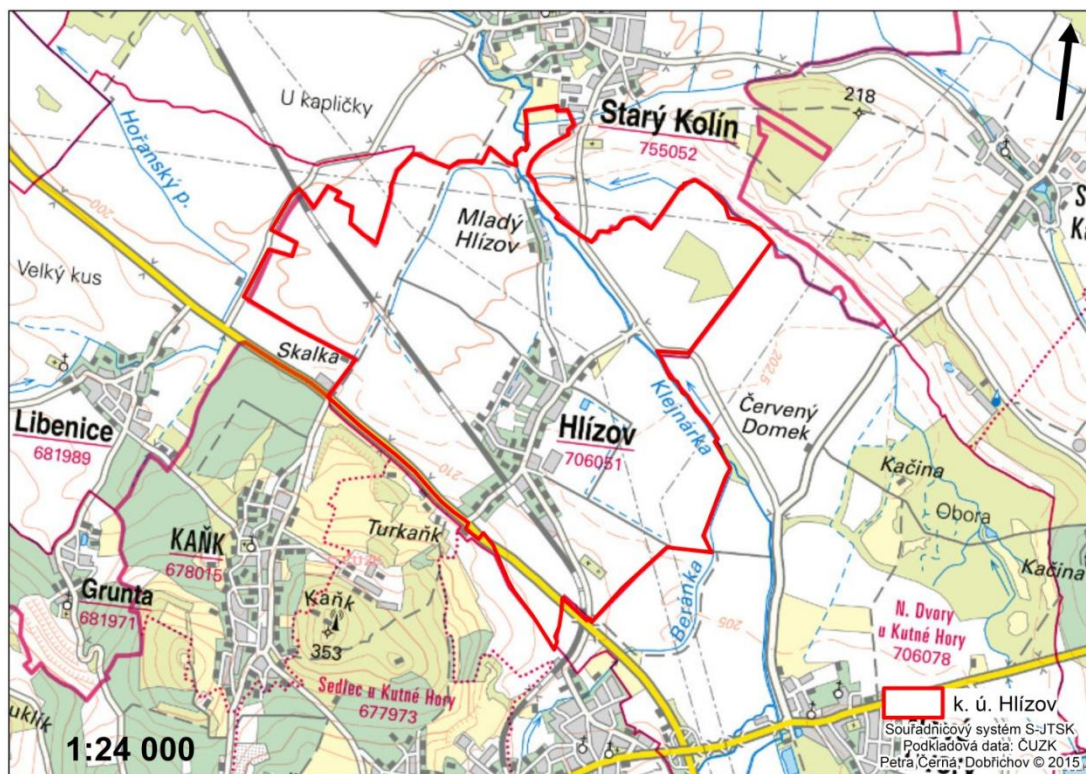 U kapličky
Hořanský p.
200
Velký kus
218
Starý Kolín
755052
Mladý
Hlízov
Skalka
Libenice
681989
Hlízov
706051
Klejnárka
Červený
Domek
2025
210
Turkaňk
KAŇK
678015
Kaňk
353
Grunta
681971
Sedlec u Kutné Hory
677973
Beránka
205
Kačina
Obora
Kačina
N. Dvory
u Kutné Hory
706078
1:24 000
k. ú. Hlízov
Souřadnicový systém S-JTSK
Podkladová data: ČUZK
Petra Černá, Dobřichov © 2015